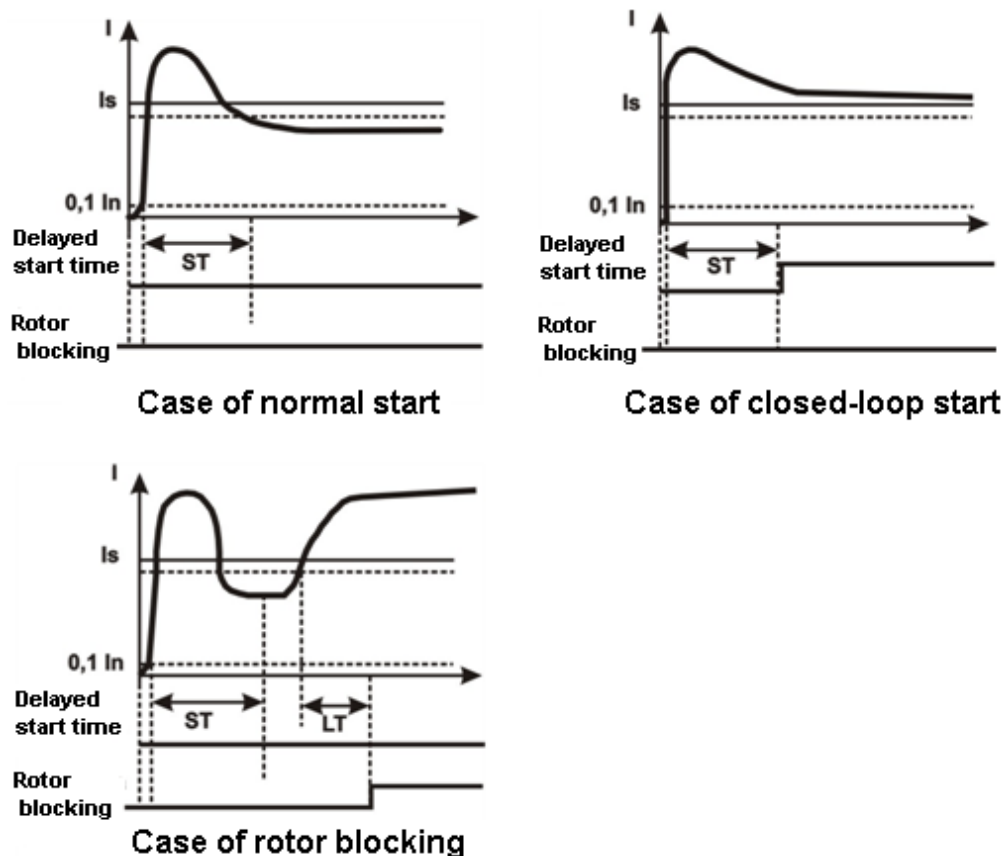 I
Is
0,1 In
Delayed
start time
ST
Rotor
blocking
Case of normal start
I
Is
0,1 In
Delayed
start time
ST
Rotor
blocking
Case of closed-loop start
I
Is
0,1 In
Delayed
start time
ST
LT
Rotor
blocking
Case of rotor blocking